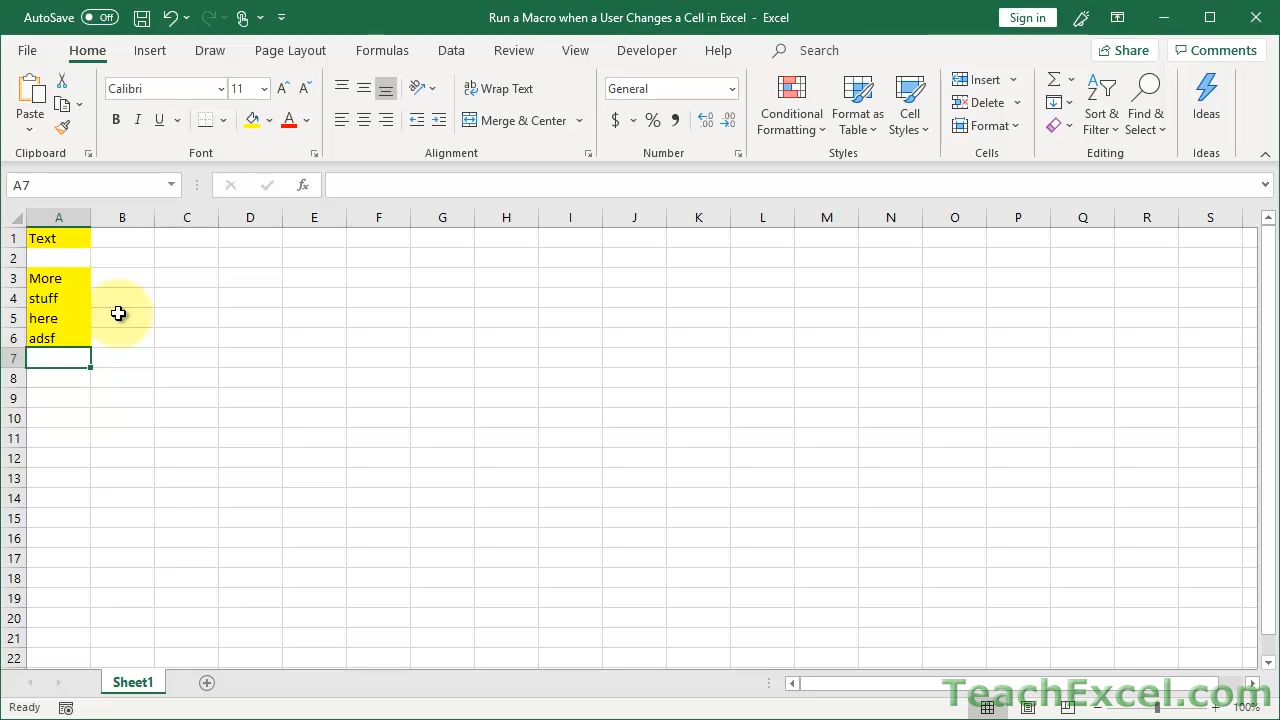 AutoSave Off
Run a Macro when a User Changes a Cell in Excel - Excel
Sign in
File Home Insert Draw Page Layout Formulas Data Review View Developer Help Search
Share Comments
Paste
Clipboard
Calibri 11
B I U A
Font
ab Wrap Text
Merge & Center
Alignment
General
$ % ,
Number
Conditional Formatting
Format as Table
Cell Styles
Styles
Insert
Delete
Format
Cells
Sort & Filter
Find & Select
Editing
Ideas
Ideas
A7 fx
A B C D E F G H I J K L M N O P Q R S
1 Text
2
3 More
4 stuff
5 here
6 adsf
7
8
9
10
11
12
13
14
15
16
17
18
19
20
21
22
Sheet1
Ready
TeachExcel.com
100%